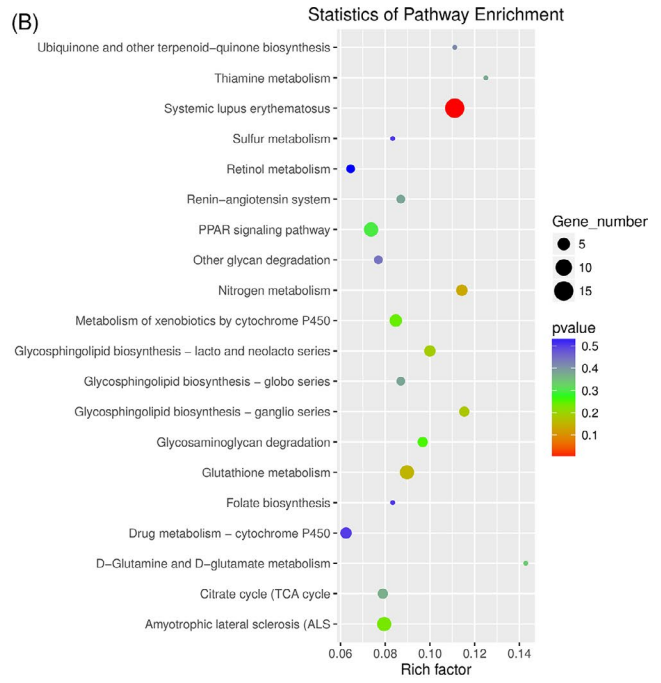 (B)
Statistics of Pathway Enrichment
Ubiquinone and other terpenoid−quinone biosynthesis
Thiamine metabolism
Systemic lupus erythematosus
Sulfur metabolism
Retinol metabolism
Renin−angiotensin system
PPAR signaling pathway
Other glycan degradation
Nitrogen metabolism
Metabolism of xenobiotics by cytochrome P450
Glycosphingolipid biosynthesis − lacto and neolacto series
Glycosphingolipid biosynthesis − globo series
Glycosphingolipid biosynthesis − ganglio series
Glycosaminoglycan degradation
Glutathione metabolism
Folate biosynthesis
Drug metabolism − cytochrome P450
D−Glutamine and D−glutamate metabolism
Citrate cycle (TCA cycle
Amyotrophic lateral sclerosis (ALS
0.06 0.08 0.10 0.12 0.14
Rich factor
Gene_number
5
10
15
pvalue
0.5
0.4
0.3
0.2
0.1